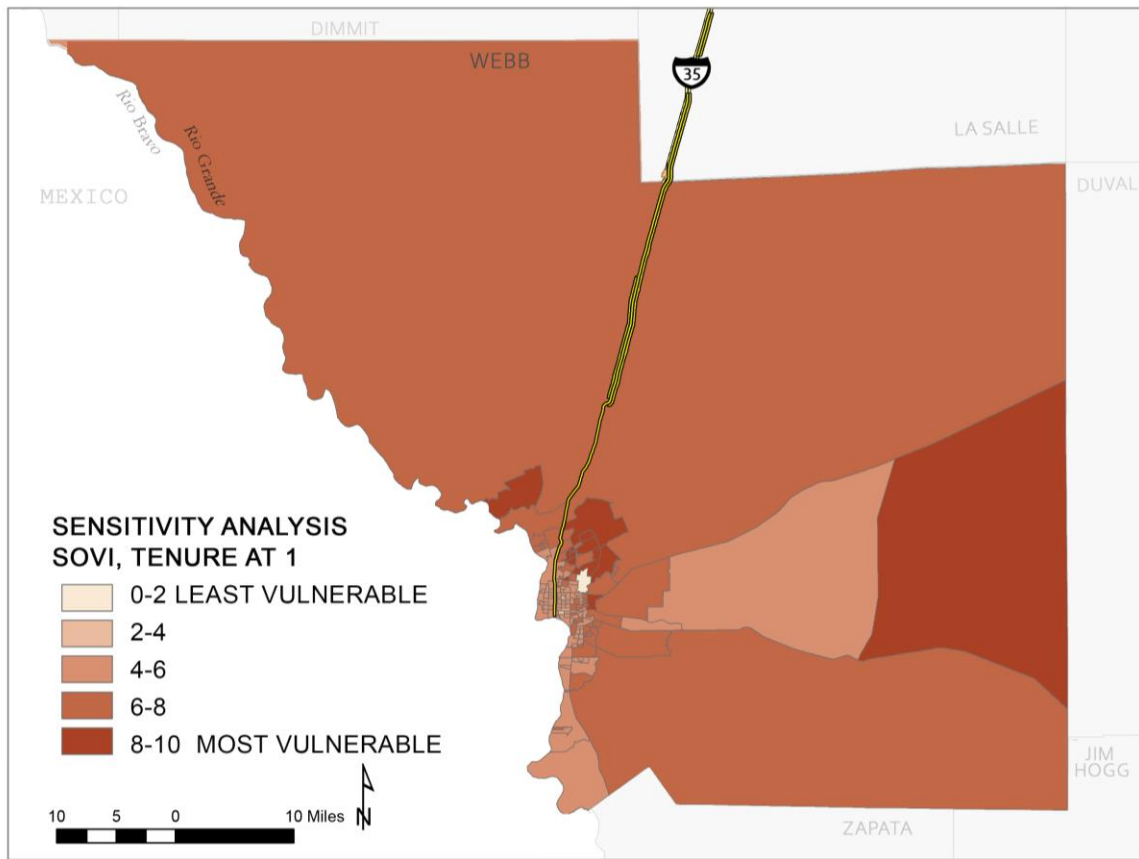 DIMMIT
WEBB
35
Rio Bravo
Rio Grande
LA SALLE
MEXICO
DUVAL
SENSITIVITY ANALYSIS
SOVI, TENURE AT 1
0-2 LEAST VULNERABLE
2-4
4-6
6-8
8-10 MOST VULNERABLE
JIM
HOGG
10 5 0 10 Miles
N
ZAPATA